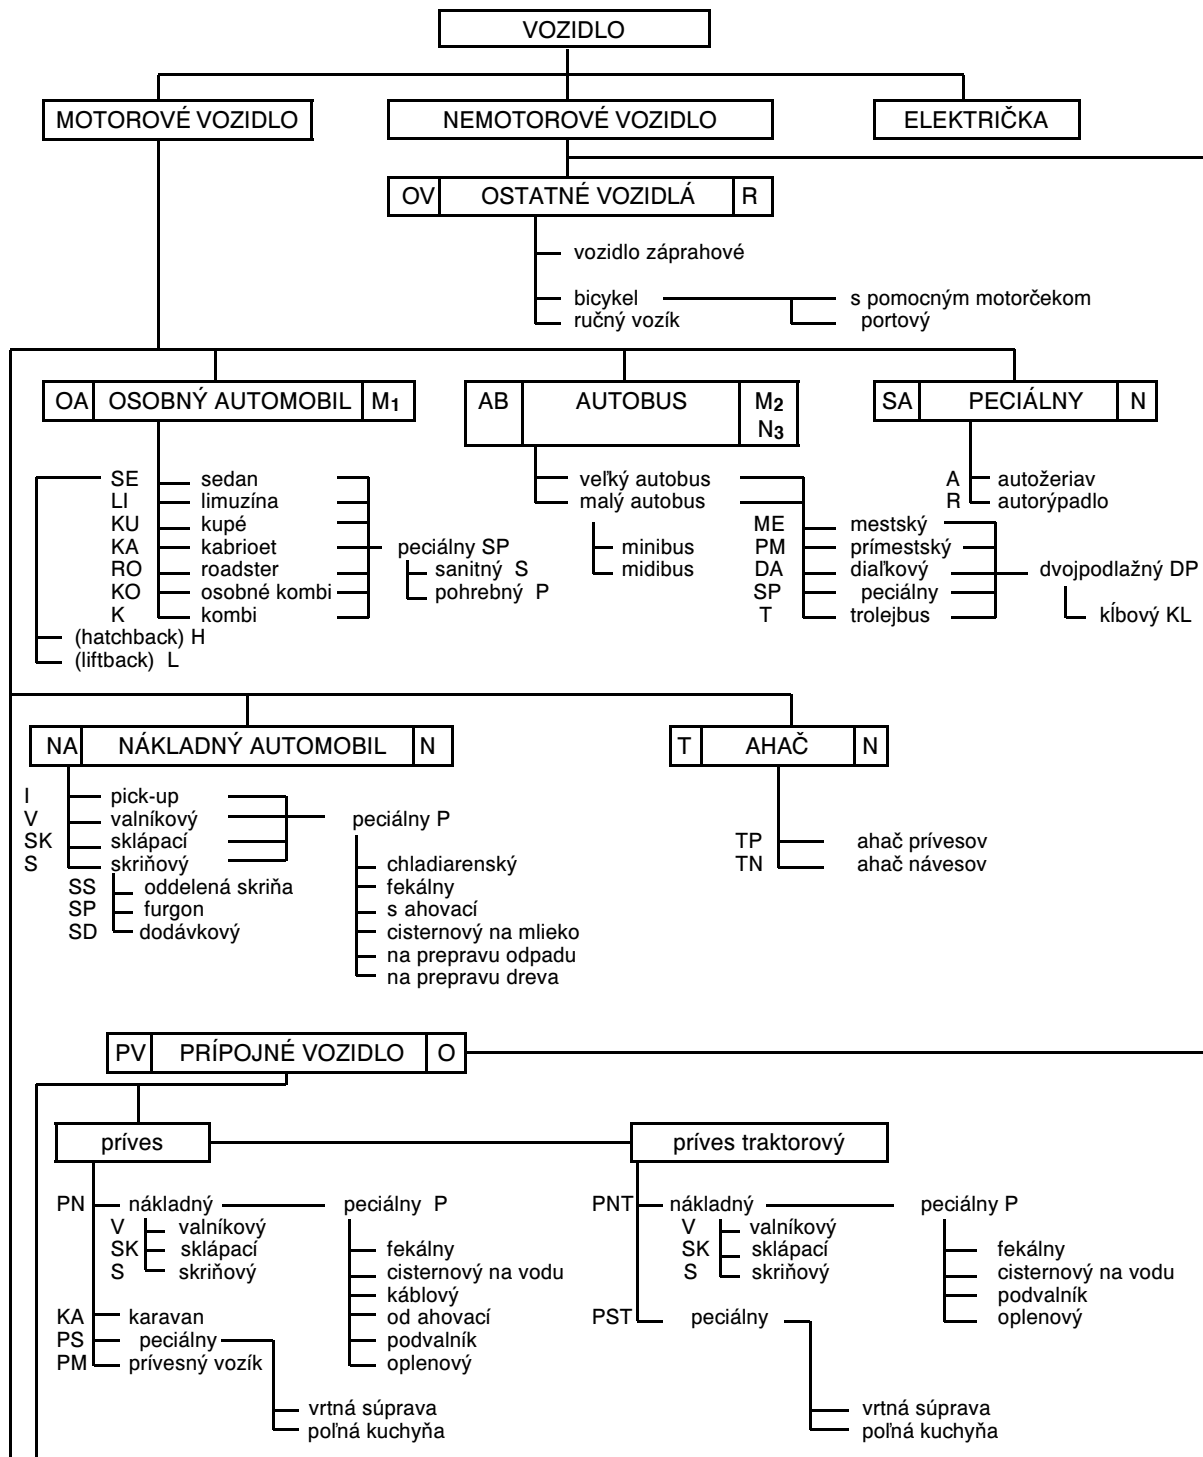 VOZIDLO
MOTOROVÉ VOZIDLO
NEMOTOROVÉ VOZIDLO
ELEKTRIČKA
OV OSTATNÉ VOZIDLÁ R
vozidlo záprahové
bicykel s pomocným motorčekom
ručný vozík portový
OA OSOBNÝ AUTOMOBIL M1
SE sedan
LI limuzína
KU kupé
KA kabrioet
RO roadster
KO osobné kombi
K kombi
(hatchback) H
(liftback) L
peciálny SP
sanitný S
pohrebný P
AB AUTOBUS M2
N3
veľký autobus
malý autobus
minibus
midibus
ME mestský
PM prímestský
DA diaľkový
SP peciálny
T trolejbus
dvojpodlažný DP
kĺbový KL
SA PECIÁLNY N
A autožeriav
R autorýpadlo
NA NÁKLADNÝ AUTOMOBIL N
I pick-up
V valníkový
SK sklápací
S skriňový
SS oddelená skriňa
SP furgon
SD dodávkový
peciálny P
chladiarenský
fekálny
s ahovací
cisternový na mlieko
na prepravu odpadu
na prepravu dreva
T AHAČ N
TP ahač prívesov
TN ahač návesov
PV PRÍPOJNÉ VOZIDLO O
príves
PN nákladný
V valníkový
SK sklápací
S skriňový
KA karavan
PS peciálny
PM prívesný vozík
vrtná súprava
poľná kuchyňa
peciálny P
fekálny
cisternový na vodu
káblový
od ahovací
podvalník
oplenový
príves traktorový
PNT nákladný
V valníkový
SK sklápací
S skriňový
PST peciálny
vrtná súprava
poľná kuchyňa
peciálny P
fekálny
cisternový na vodu
podvalník
oplenový